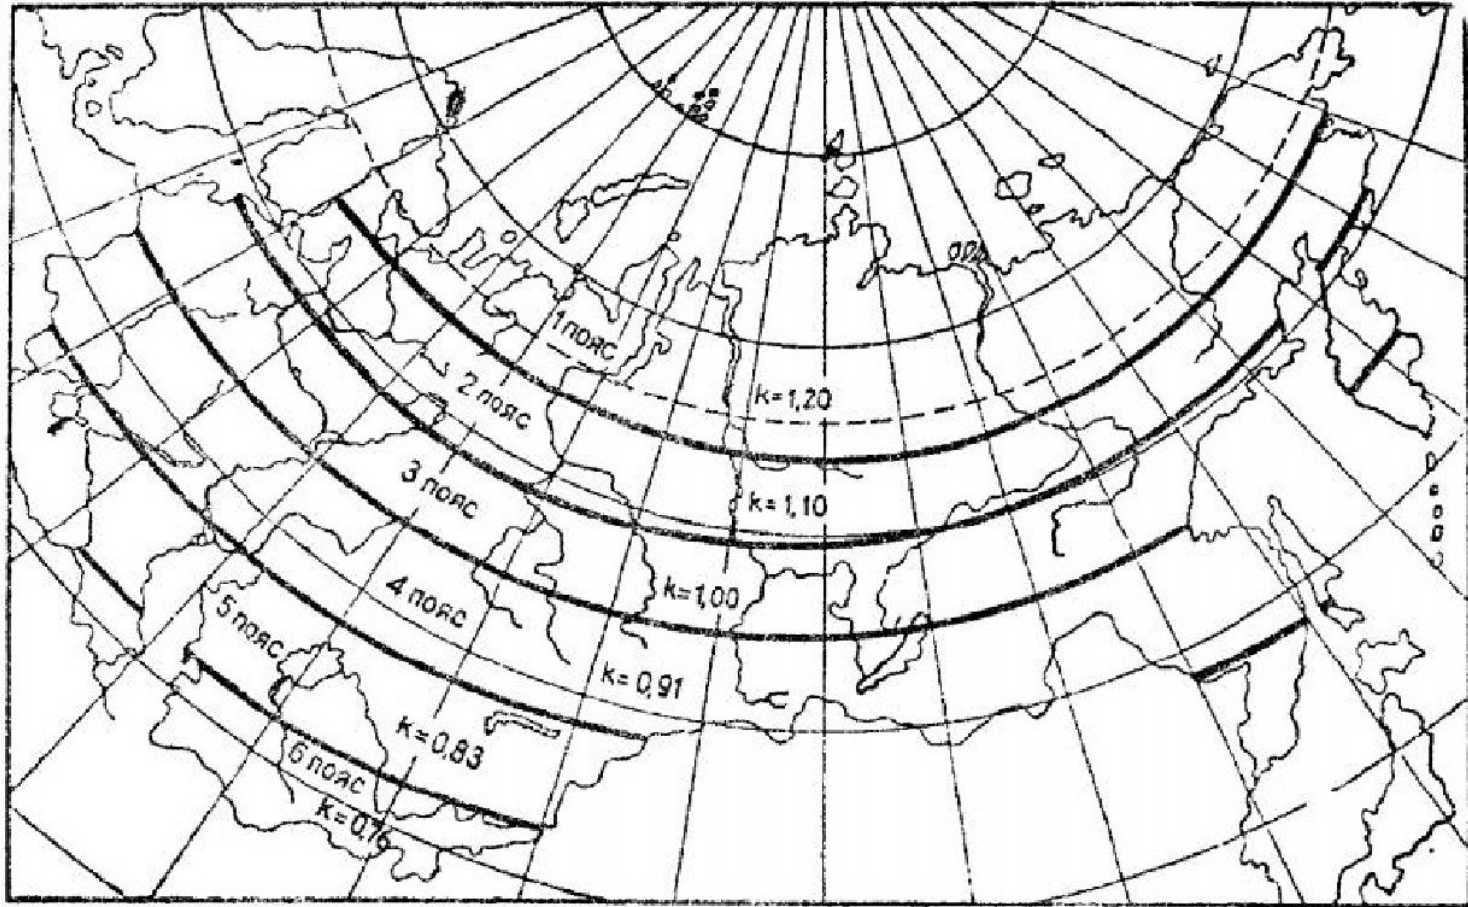 1 пояс
k=1,20
2 пояс
k=1,10
3 пояс
k=1,00
4 пояс
k=0,91
5 пояс
k=0,83
6 пояс
k=0,76